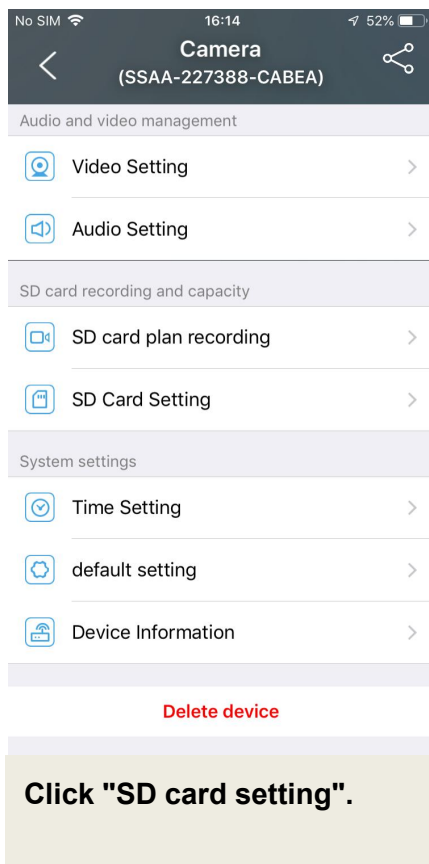 No SIM 16:14 52%
Camera
(SSAA-227388-CABEA)
Audio and video management
Video Setting
Audio Setting
SD card recording and capacity
SD card plan recording
SD Card Setting
System settings
Time Setting
default setting
Device Information
Delete device
Click "SD card setting".